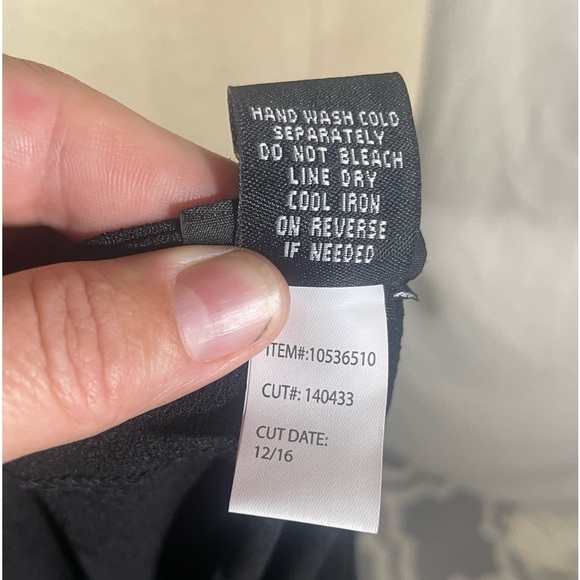 HAND WASH COLD
SEPARATELY
DO NOT BLEACH
LINE DRY
COOL IRON
ON REVERSE
IF NEEDED
ITEM#:10536510
CUT#: 140433
CUT DATE:
12/16